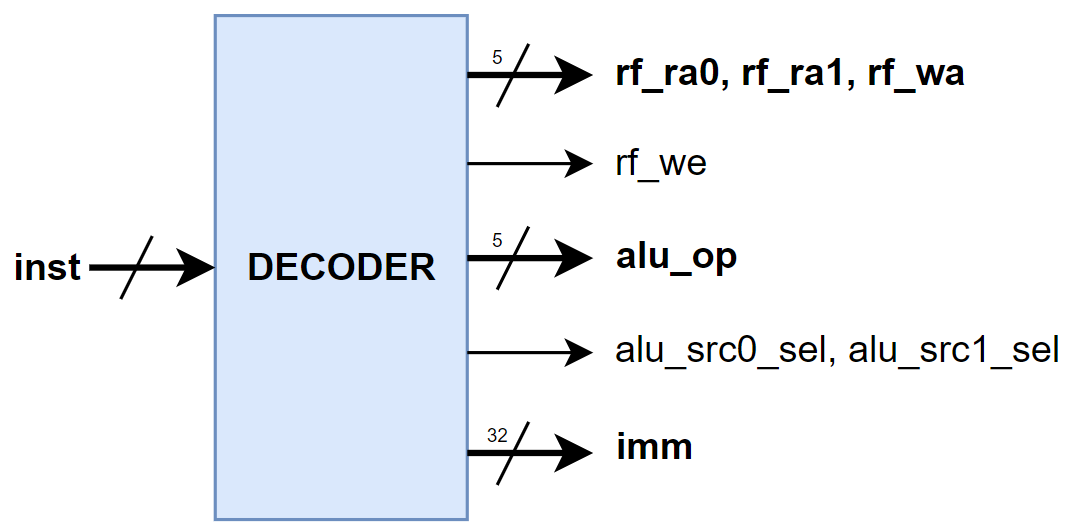 5
rf_ra0, rf_ra1, rf_wa
rf_we
5
alu_op
inst
DECODER
alu_src0_sel, alu_src1_sel
32
imm